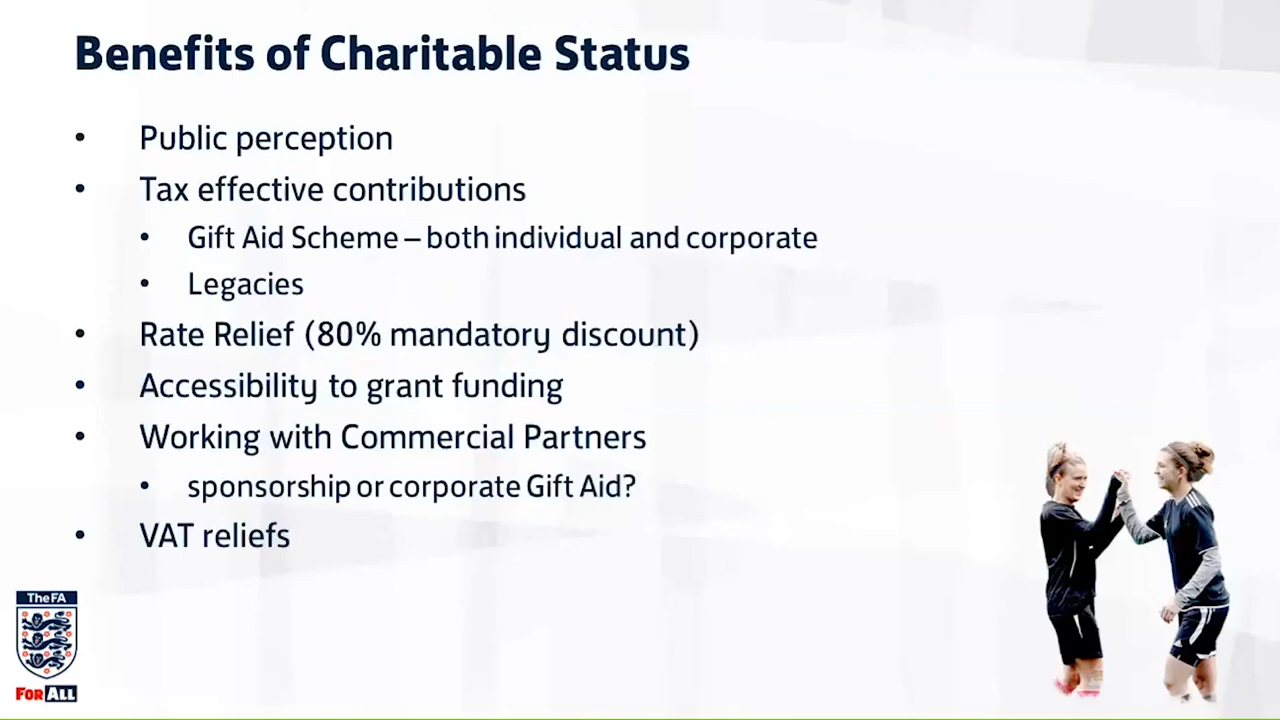 Benefits of Charitable Status
• Public perception
• Tax effective contributions
• Gift Aid Scheme – both individual and corporate
• Legacies
• Rate Relief (80% mandatory discount)
• Accessibility to grant funding
• Working with Commercial Partners
• sponsorship or corporate Gift Aid?
• VAT reliefs
The FA
FOR ALL